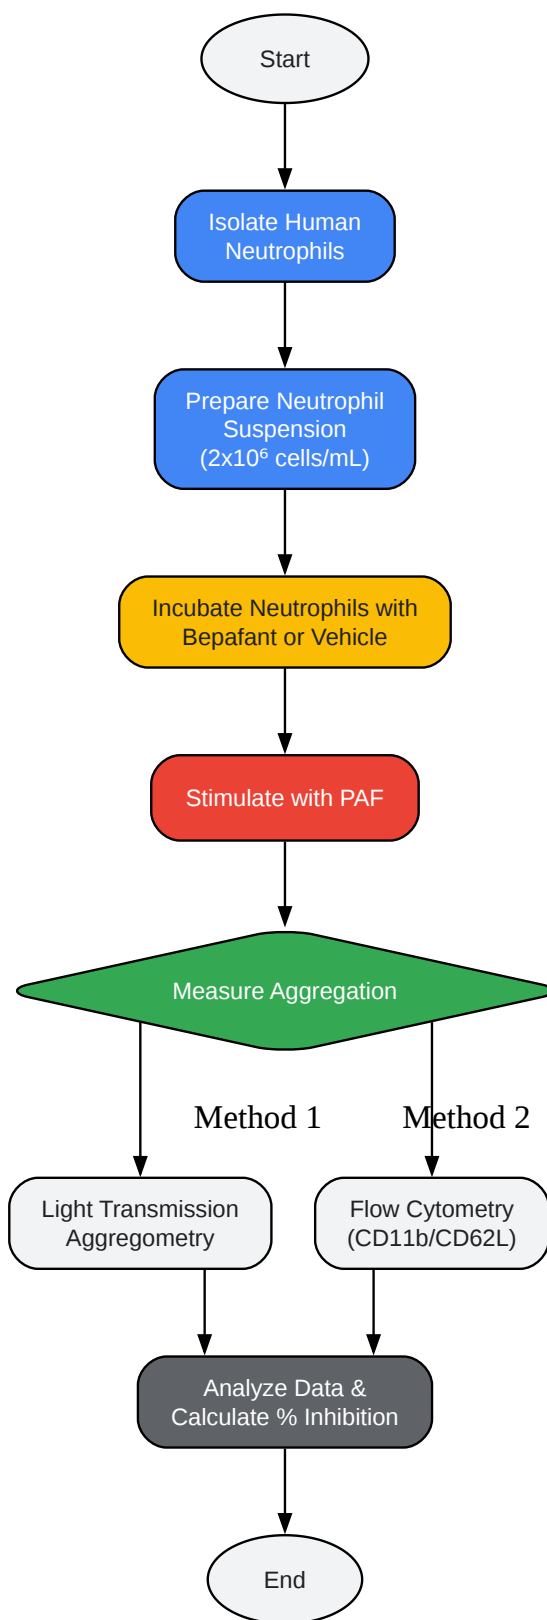 Start
Isolate Human
Neutrophils
Prepare Neutrophil
Suspension
(2x10⁶ cells/mL)
Incubate Neutrophils with
Bepafant or Vehicle
Stimulate with PAF
Measure Aggregation
Method 1
Method 2
Light Transmission
Aggregometry
Flow Cytometry
(CD11b/CD62L)
Analyze Data &
Calculate % Inhibition
End